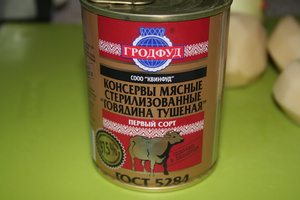 ГРОДФУД
СООО "КВИНФУД"
КОНСЕРВЫ МЯСНЫЕ
СТЕРИЛИЗОВАННЫЕ
"ГОВЯДИНА ТУШЕНАЯ"
ПЕРВЫЙ СОРТ
ГОСТ 5284